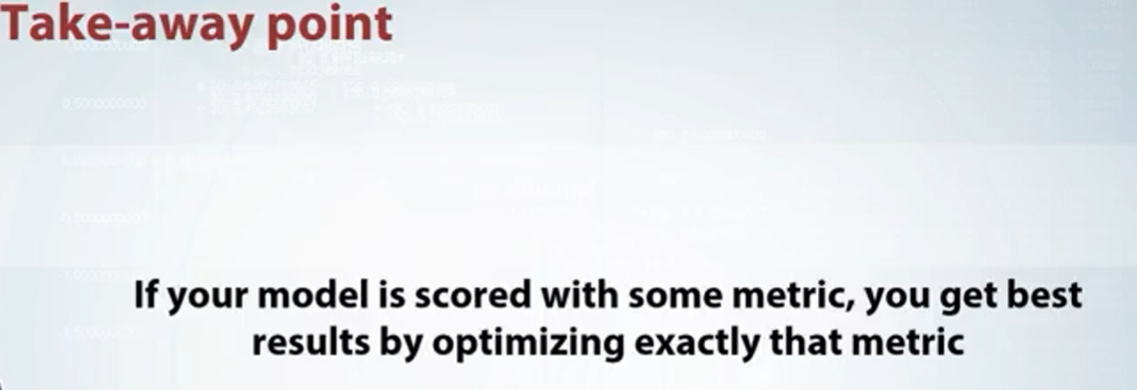 Take-away point
If your model is scored with some metric, you get best
results by optimizing exactly that metric